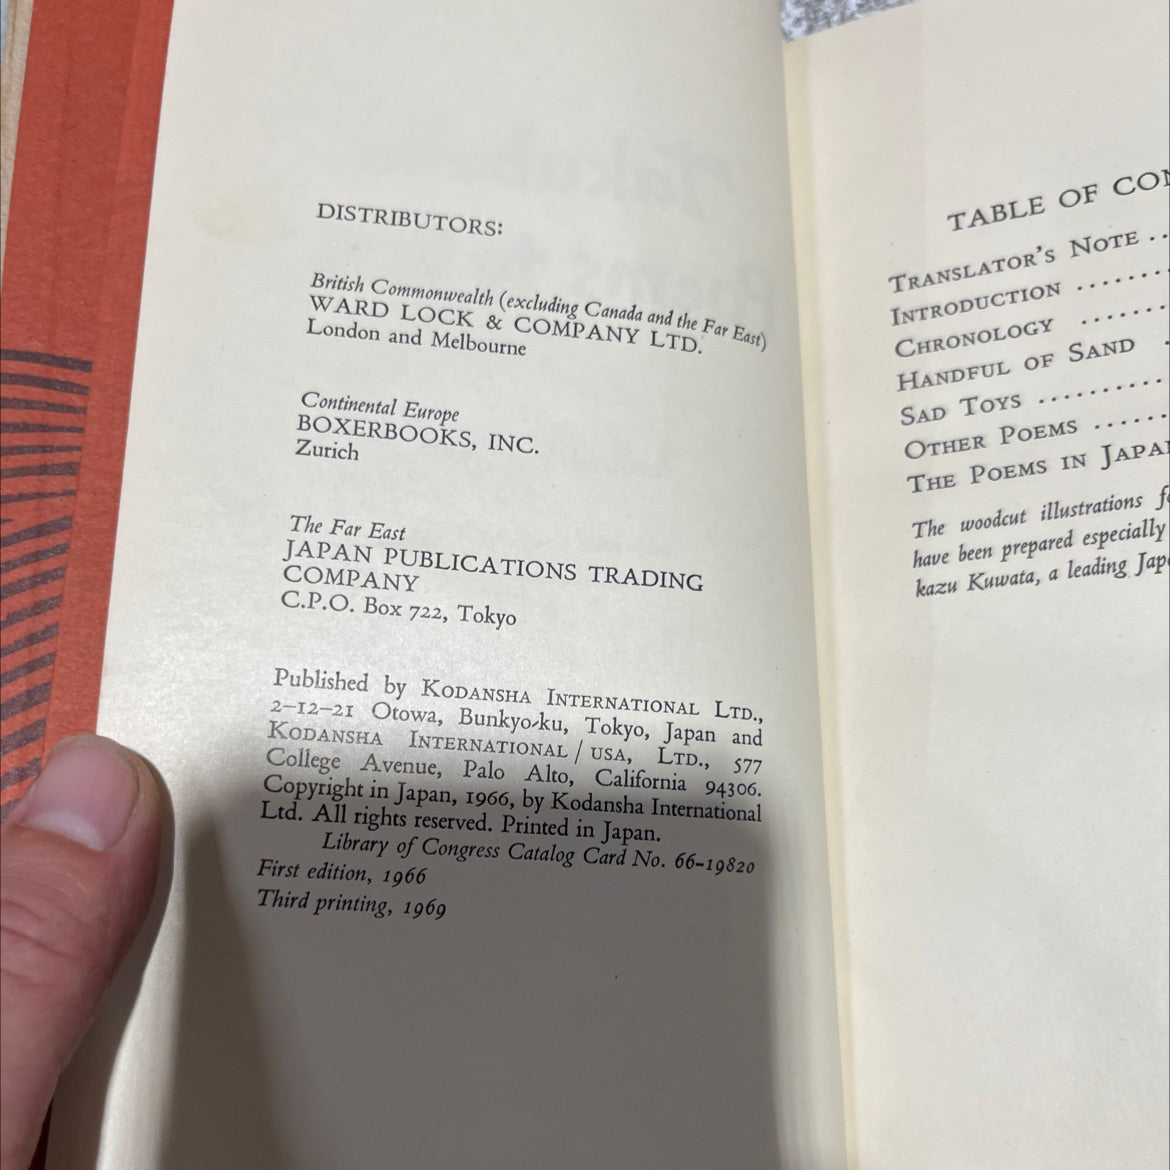 DISTRIBUTORS:
British Commonwealth (excluding Canada and the Far East)
WARD LOCK & COMPANY LTD.
London and Melbourne
Continental Europe
BOXERBOOKS, INC.
Zurich
The Far East
JAPAN PUBLICATIONS TRADING
COMPANY
C.P.O. Box 722, Tokyo
Published by KODANSHA INTERNATIONAL LTD.,
2-12-21 Otowa, Bunkyo-ku, Tokyo, Japan and
KODANSHA INTERNATIONAL/USA, LTD., 577
College Avenue, Palo Alto, California 94306.
Copyright in Japan, 1966, by Kodansha International
Ltd. All rights reserved. Printed in Japan.
Library of Congress Catalog Card No. 66-19820
First edition, 1966
Third printing, 1969
TABLE OF
TRANSLATOR'S NOTE ..
INTRODUCTION ......
CHRONOLOGY ......
HANDFUL OF SAND .
SAD TOYS ........
OTHER POEMS .....
THE POEMS IN
The woodcut illustrations
have been prepared especially
kazu Kuwata, a leading